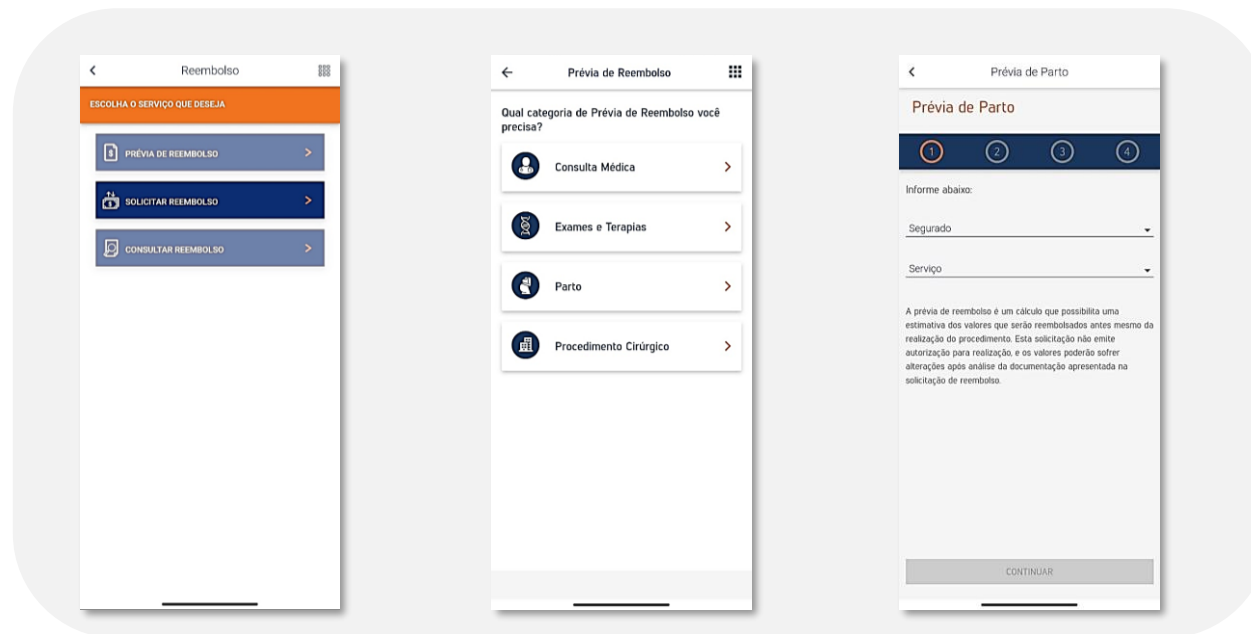 Reembolso
ESCOLHA O SERVIÇO QUE DESEJA
PRÉVIA DE REEMBOLSO
SOLICITAR REEMBOLSO
CONSULTAR REEMBOLSO
Prévia de Reembolso
Qual categoria de Prévia de Reembolso você
precisa?
Consulta Médica
Exames e Terapias
Parto
Procedimento Cirúrgico
Prévia de Parto
Prévia de Parto
1 2 3 4
Informe abaixo:
Segurado
Serviço
A prévia de reembolso é um cálculo que possibilita uma
estimativa dos valores que serão reembolsados antes mesmo da
realização do procedimento. Esta solicitação não emite
autorização para realização, e os valores poderão sofrer
alterações após análise da documentação apresentada na
solicitação de reembolso.
CONTINUAR